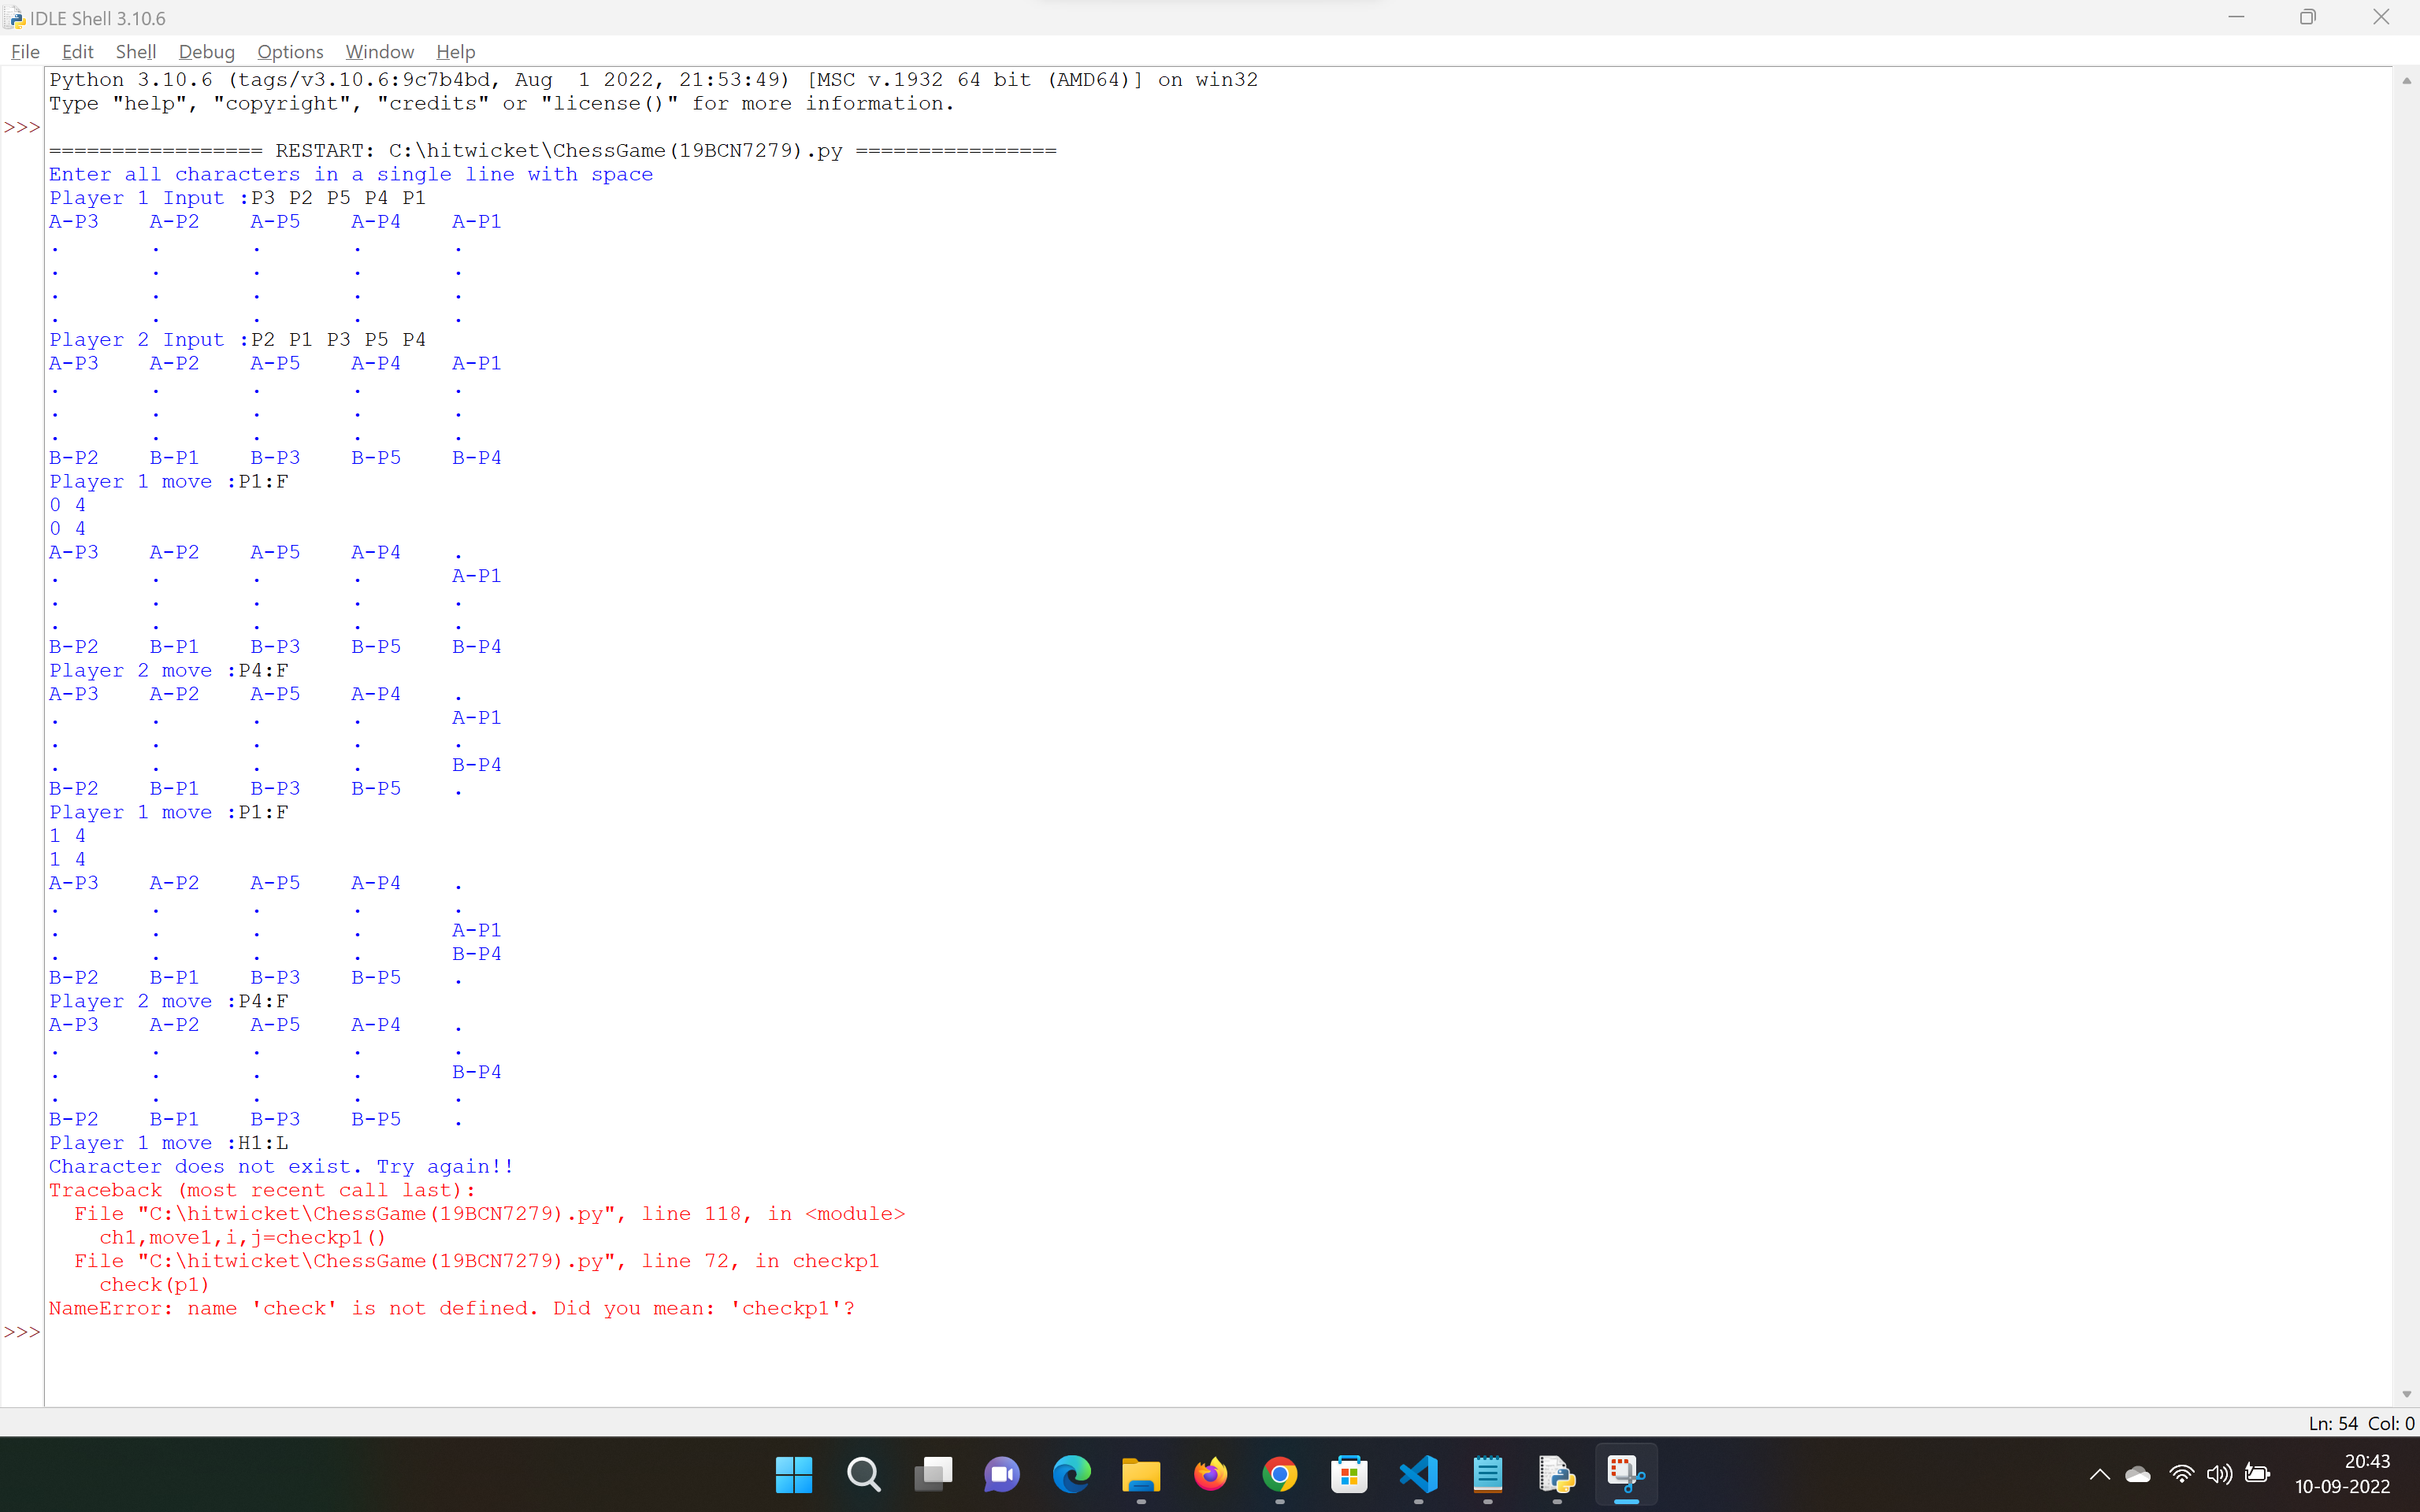 IDLE Shell 3.10.6
File Edit Shell Debug Options Window Help
Python 3.10.6 (tags/v3.10.6:9c7b4bd, Aug  1 2022, 21:53:49) [MSC v.1932 64 bit (AMD64)] on win32
Type "help", "copyright", "credits" or "license()" for more information.
>>>
================= RESTART: C:\hitwicket\ChessGame(19BCN7279).py ================
Enter all characters in a single line with space
Player 1 Input :P3 P2 P5 P4 P1
A-P3    A-P2    A-P5    A-P4    A-P1
.       .       .       .       .
.       .       .       .       .
.       .       .       .       .
.       .       .       .       .
Player 2 Input :P2 P1 P3 P5 P4
A-P3    A-P2    A-P5    A-P4    A-P1
.       .       .       .       .
.       .       .       .       .
.       .       .       .       .
B-P2    B-P1    B-P3    B-P5    B-P4
Player 1 move :P1:F
0 4
0 4
A-P3    A-P2    A-P5    A-P4    .
.       .       .       .       A-P1
.       .       .       .       .
.       .       .       .       .
B-P2    B-P1    B-P3    B-P5    B-P4
Player 2 move :P4:F
A-P3    A-P2    A-P5    A-P4    .
.       .       .       .       A-P1
.       .       .       .       .
.       .       .       .       B-P4
B-P2    B-P1    B-P3    B-P5    .
Player 1 move :P1:F
1 4
1 4
A-P3    A-P2    A-P5    A-P4    .
.       .       .       .       .
.       .       .       .       A-P1
.       .       .       .       B-P4
B-P2    B-P1    B-P3    B-P5    .
Player 2 move :P4:F
A-P3    A-P2    A-P5    A-P4    .
.       .       .       .       .
.       .       .       .       B-P4
.       .       .       .       .
B-P2    B-P1    B-P3    B-P5    .
Player 1 move :H1:L
Character does not exist. Try again!!
Traceback (most recent call last):
  File "C:\hitwicket\ChessGame(19BCN7279).py", line 118, in <module>
    ch1,move1,i,j=checkp1()
  File "C:\hitwicket\ChessGame(19BCN7279).py", line 72, in checkp1
    check(p1)
NameError: name 'check' is not defined. Did you mean: 'checkp1'?
>>>
Ln: 54 Col: 0
20:43
10-09-2022